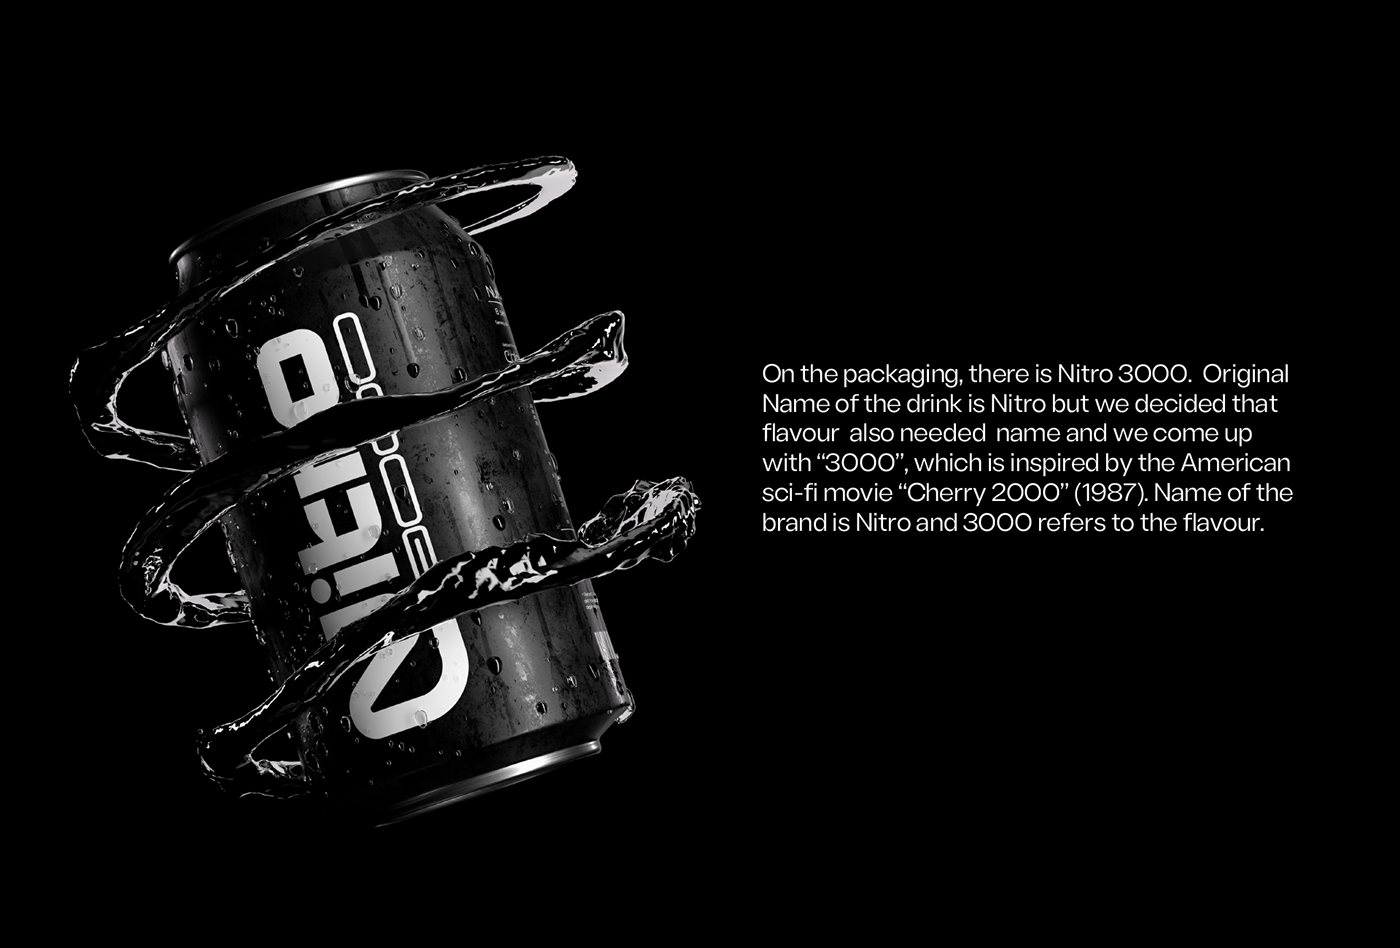 Nitro
3000
On the packaging, there is Nitro 3000.  Original
Name of the drink is Nitro but we decided that
flavour  also needed  name and we come up
with “3000”, which is inspired by the American
sci-fi movie “Cherry 2000” (1987). Name of the
brand is Nitro and 3000 refers to the flavour.